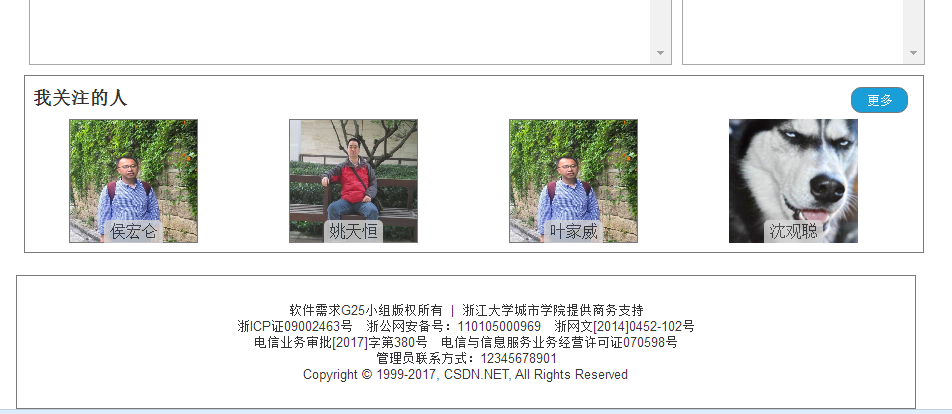 我关注的人
更多
侯宏仑 姚天恒 叶家威 沈观聪
软件需求G25小组版权所有 | 浙江大学城市学院提供商务支持
浙ICP证09002463号 浙公网安备号：110105000969 浙网文[2014]0452-102号
电信业务审批[2017]字第380号 电信与信息服务业务经营许可证070598号
管理员联系方式：12345678901
Copyright © 1999-2017, CSDN.NET, All Rights Reserved